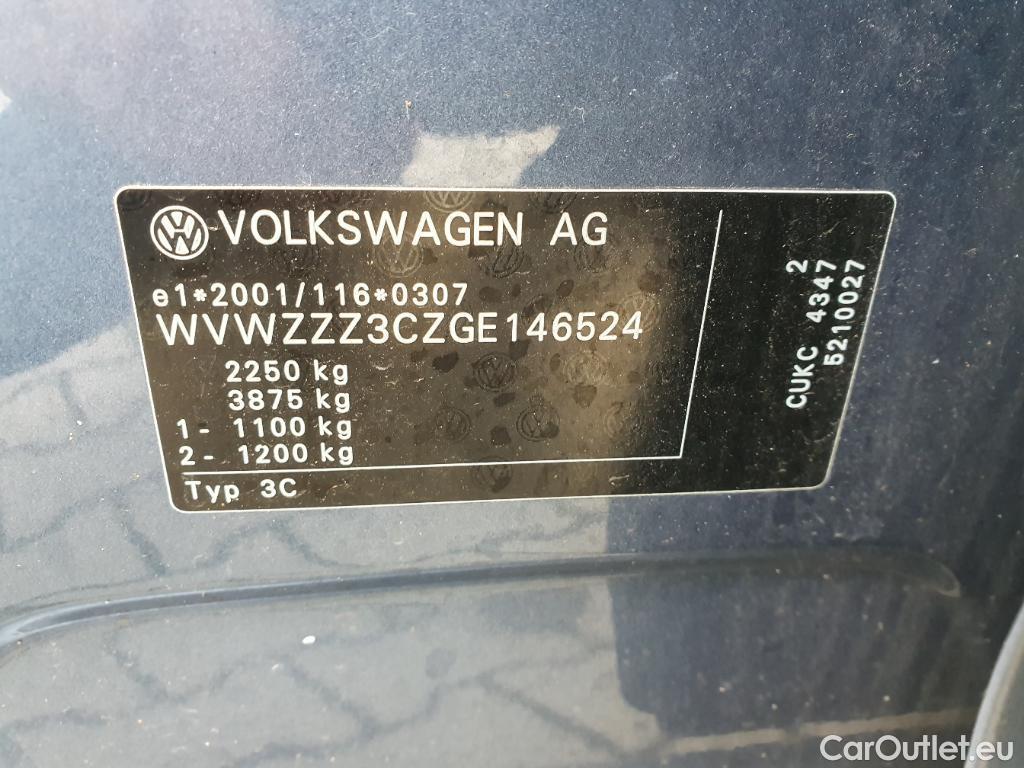 VOLKSWAGEN AG
e1*2001/116*0307
WVWZZZ3CZGE146524
2250 kg
3875 kg
1 - 1100 kg
2 - 1200 kg
Typ 3C
CUKC 4347 2
5210027
CarOutlet.eu